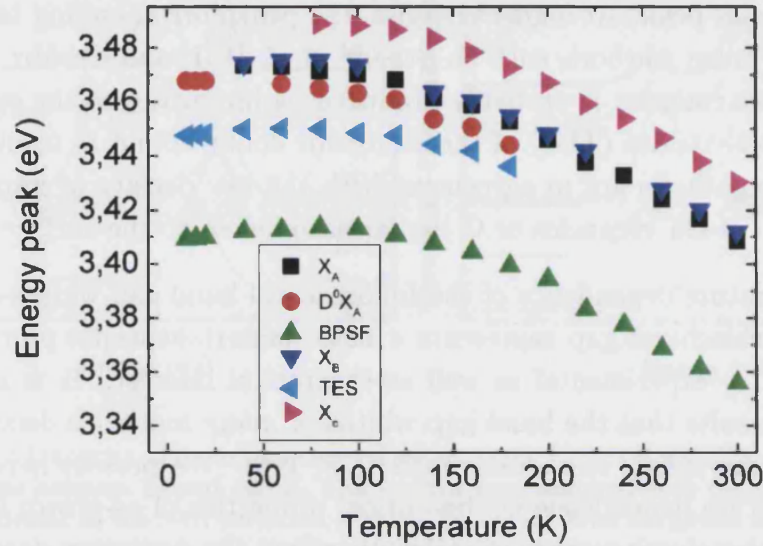 Energy peak (eV)
3,48
3,46
3,44
3,42
3,40
3,38
3,36
3,34
X_A
D⁰X_A
BPSF
X_B
TES
X_C
0 50 100 150 200 250 300
Temperature (K)